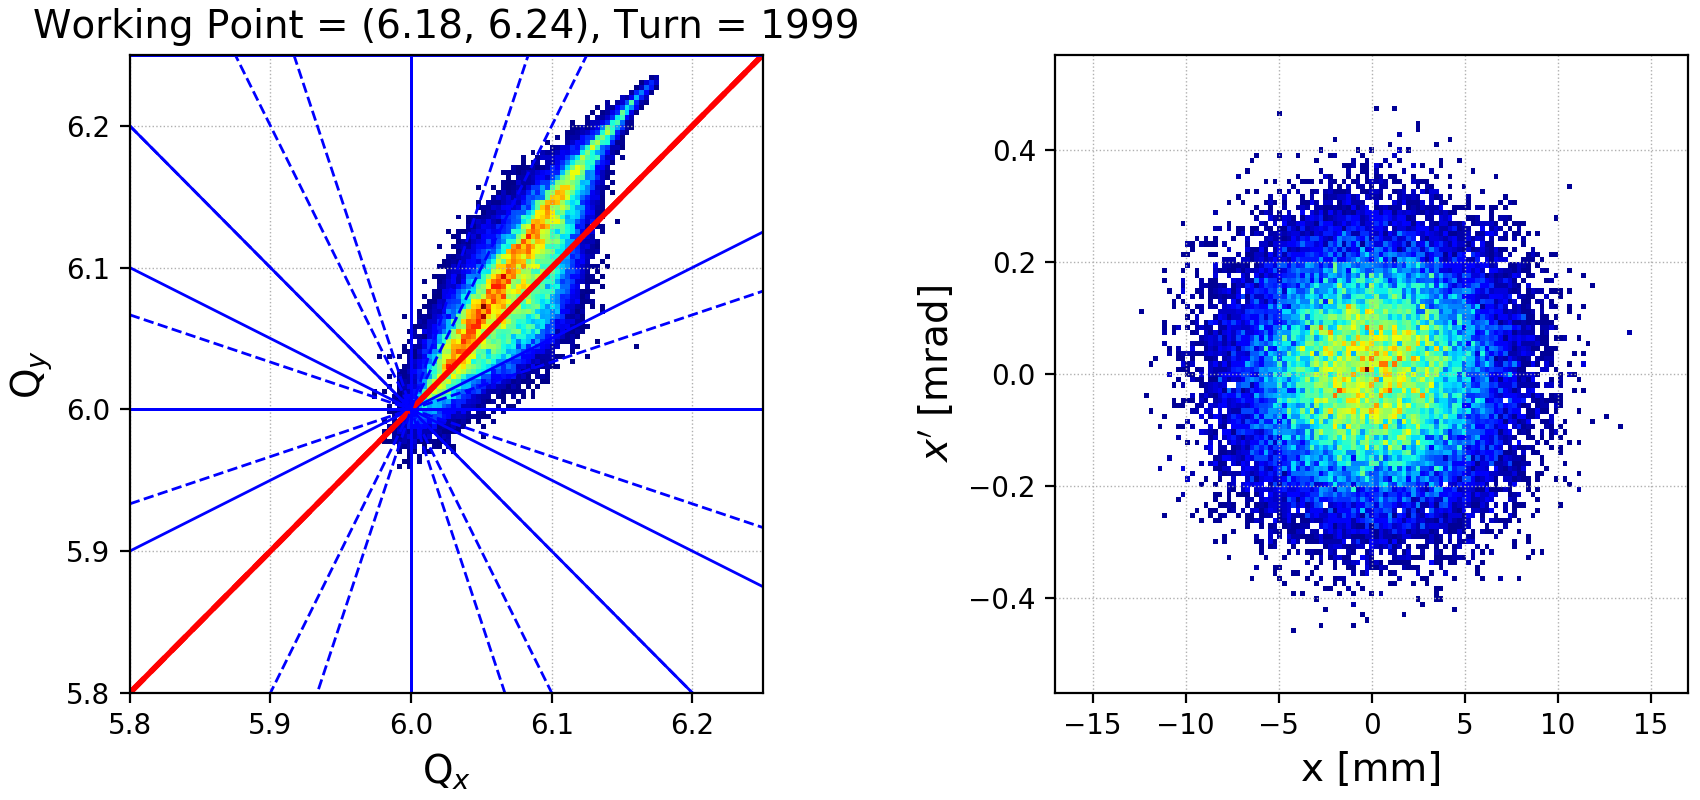 Working Point = (6.18, 6.24), Turn = 1999
6.2
6.1
6.0
5.9
5.8
Q_y
5.8 5.9 6.0 6.1 6.2
Q_x
0.4
0.2
0.0
−0.2
−0.4
x′ [mrad]
−15 −10 −5 0 5 10 15
x [mm]